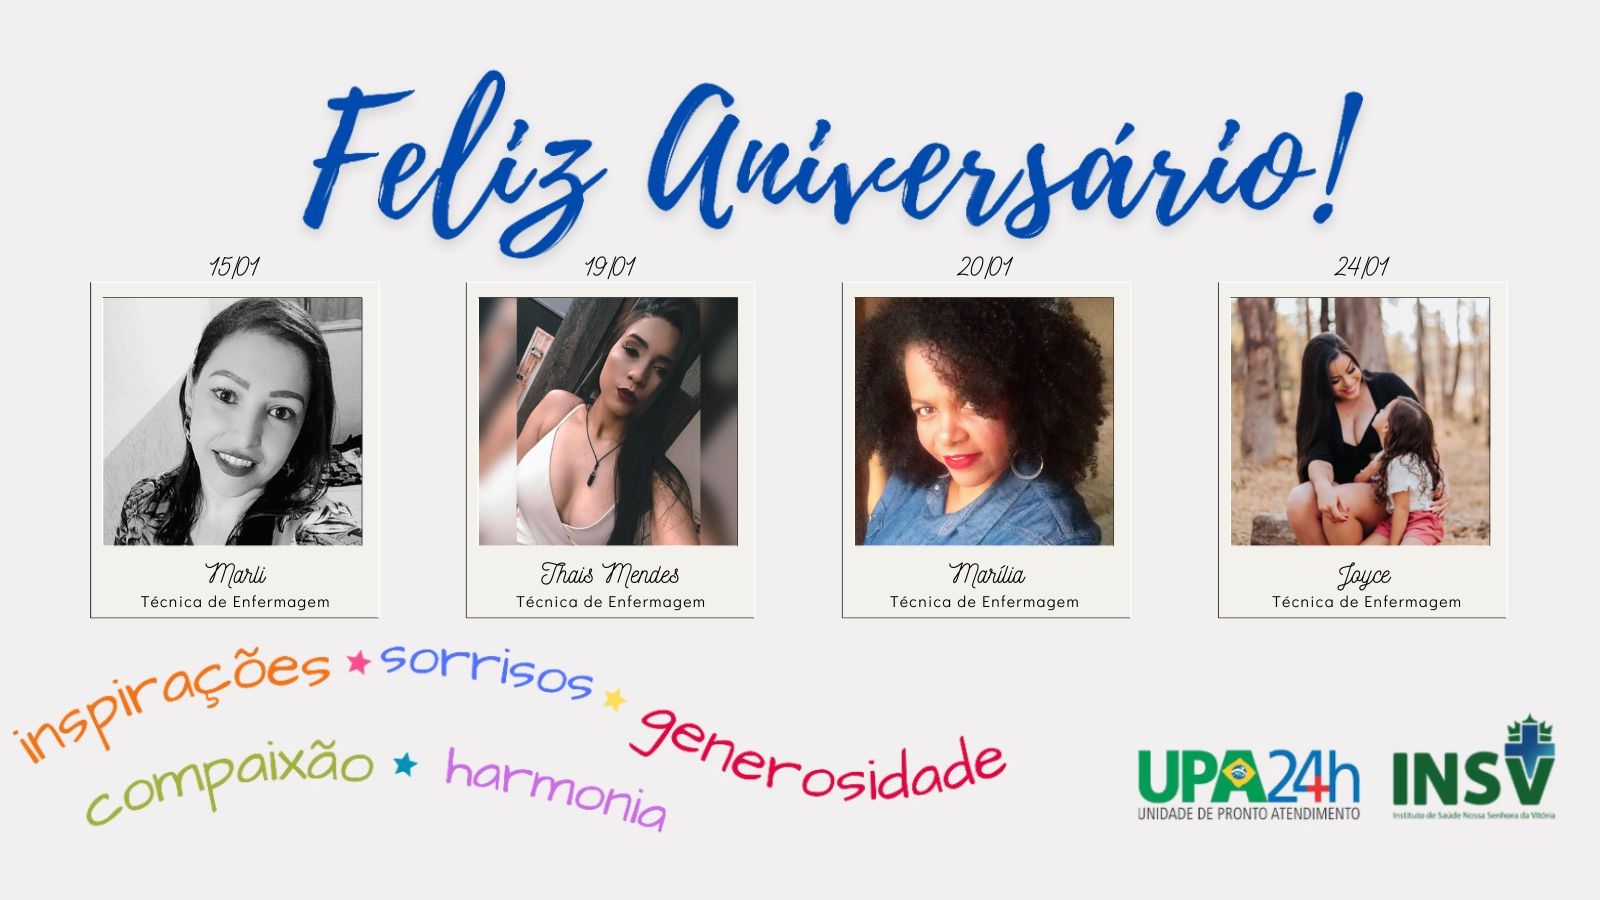 Feliz Aniversário!
15/01
19/01
20/01
24/01
Marli
Técnica de Enfermagem
Thais Mendes
Técnica de Enfermagem
Marília
Técnica de Enfermagem
Joyce
Técnica de Enfermagem
inspirações ★ sorrisos ★ generosidade
compaixão ★ harmonia
UPA24h
UNIDADE DE PRONTO ATENDIMENTO
INSV
Instituto de Saúde Nossa Senhora da Vitória